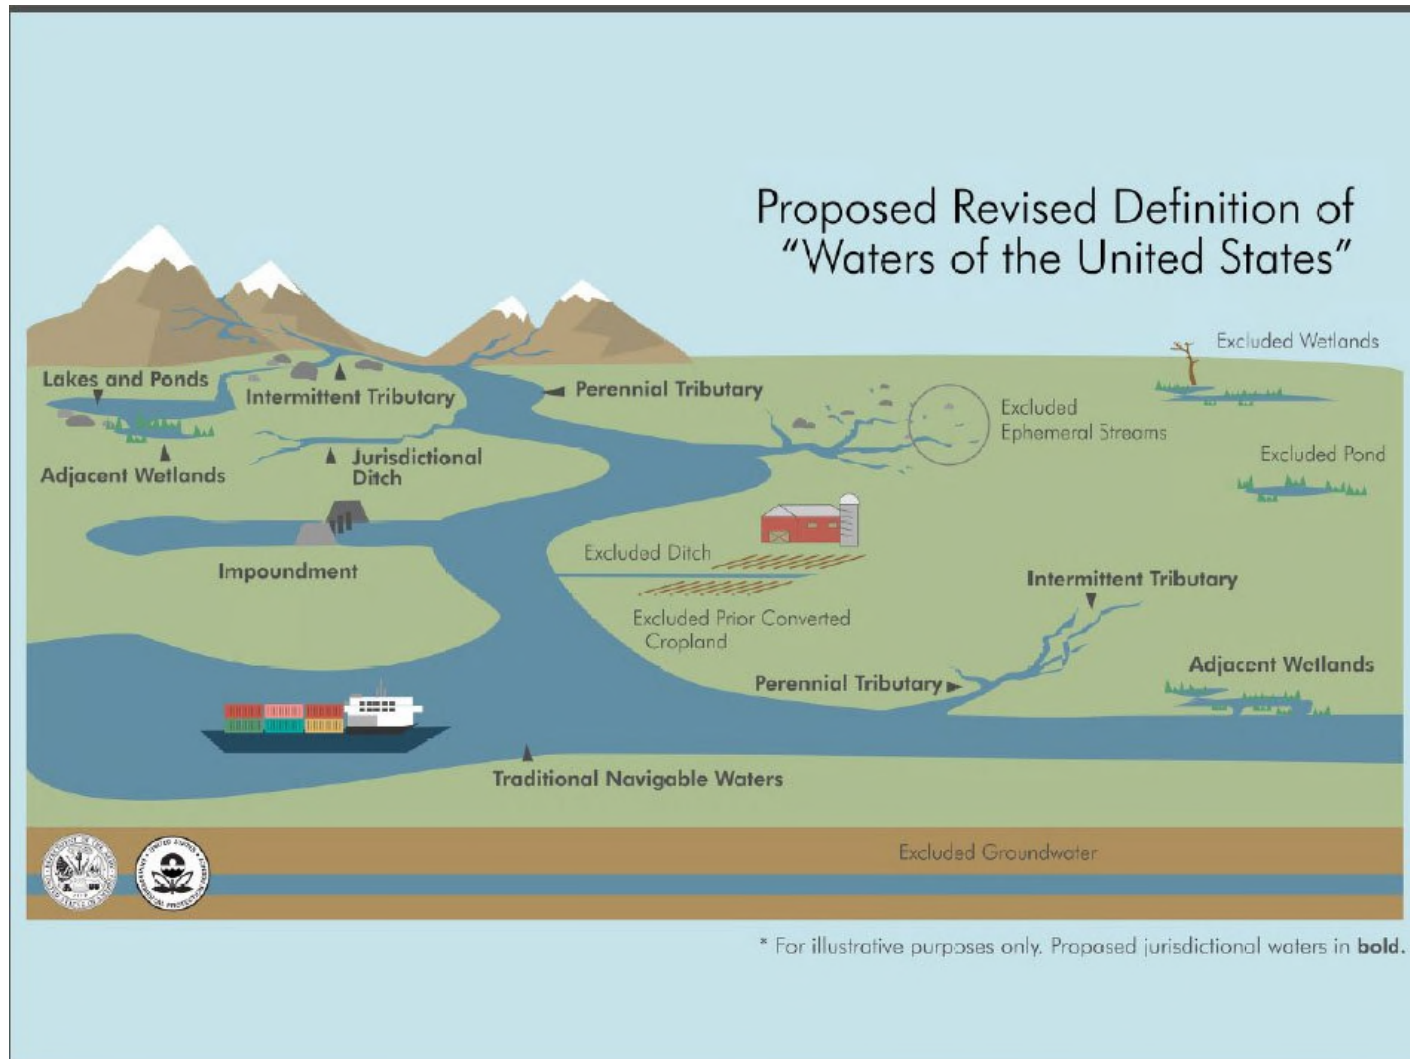 Proposed Revised Definition of
“Waters of the United States”
Excluded Wetlands
Lakes and Ponds
Intermittent Tributary
Perennial Tributary
Excluded
Ephemeral Streams
Adjacent Wetlands
Jurisdictional
Ditch
Excluded Pond
Impoundment
Excluded Ditch
Excluded Prior Converted
Cropland
Intermittent Tributary
Perennial Tributary
Adjacent Wetlands
Traditional Navigable Waters
Excluded Groundwater
* For illustrative purposes only. Proposed jurisdictional waters in bold.